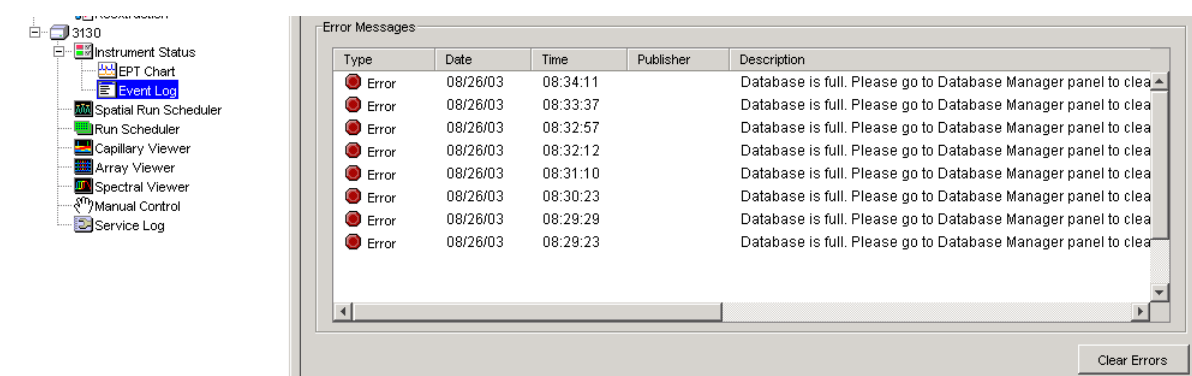 3130
Instrument Status
EPT Chart
Event Log
Spatial Run Scheduler
Run Scheduler
Capillary Viewer
Array Viewer
Spectral Viewer
Manual Control
Service Log
Error Messages
Type Date Time Publisher Description
Error 08/26/03 08:34:11 Database is full. Please go to Database Manager panel to clea
Error 08/26/03 08:33:37 Database is full. Please go to Database Manager panel to clea
Error 08/26/03 08:32:57 Database is full. Please go to Database Manager panel to clea
Error 08/26/03 08:32:12 Database is full. Please go to Database Manager panel to clea
Error 08/26/03 08:31:10 Database is full. Please go to Database Manager panel to clea
Error 08/26/03 08:30:23 Database is full. Please go to Database Manager panel to clea
Error 08/26/03 08:29:29 Database is full. Please go to Database Manager panel to clea
Error 08/26/03 08:29:23 Database is full. Please go to Database Manager panel to clea
Clear Errors